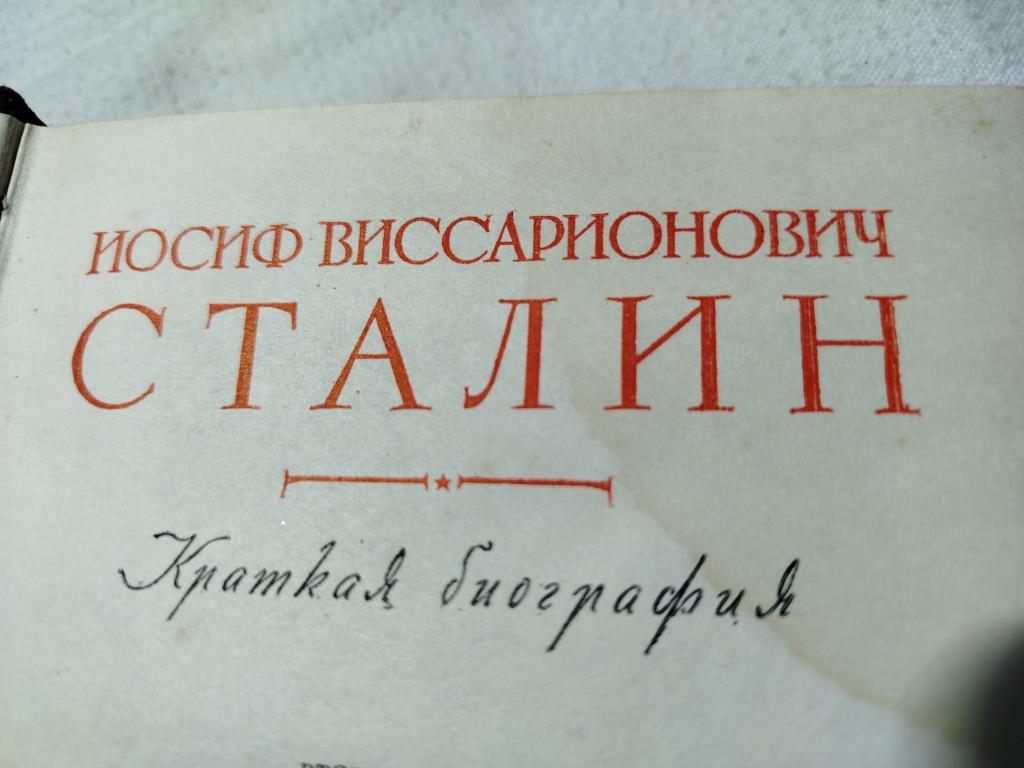 ИОСИФ ВИССАРИОНОВИЧ
СТАЛИН
Краткая биография